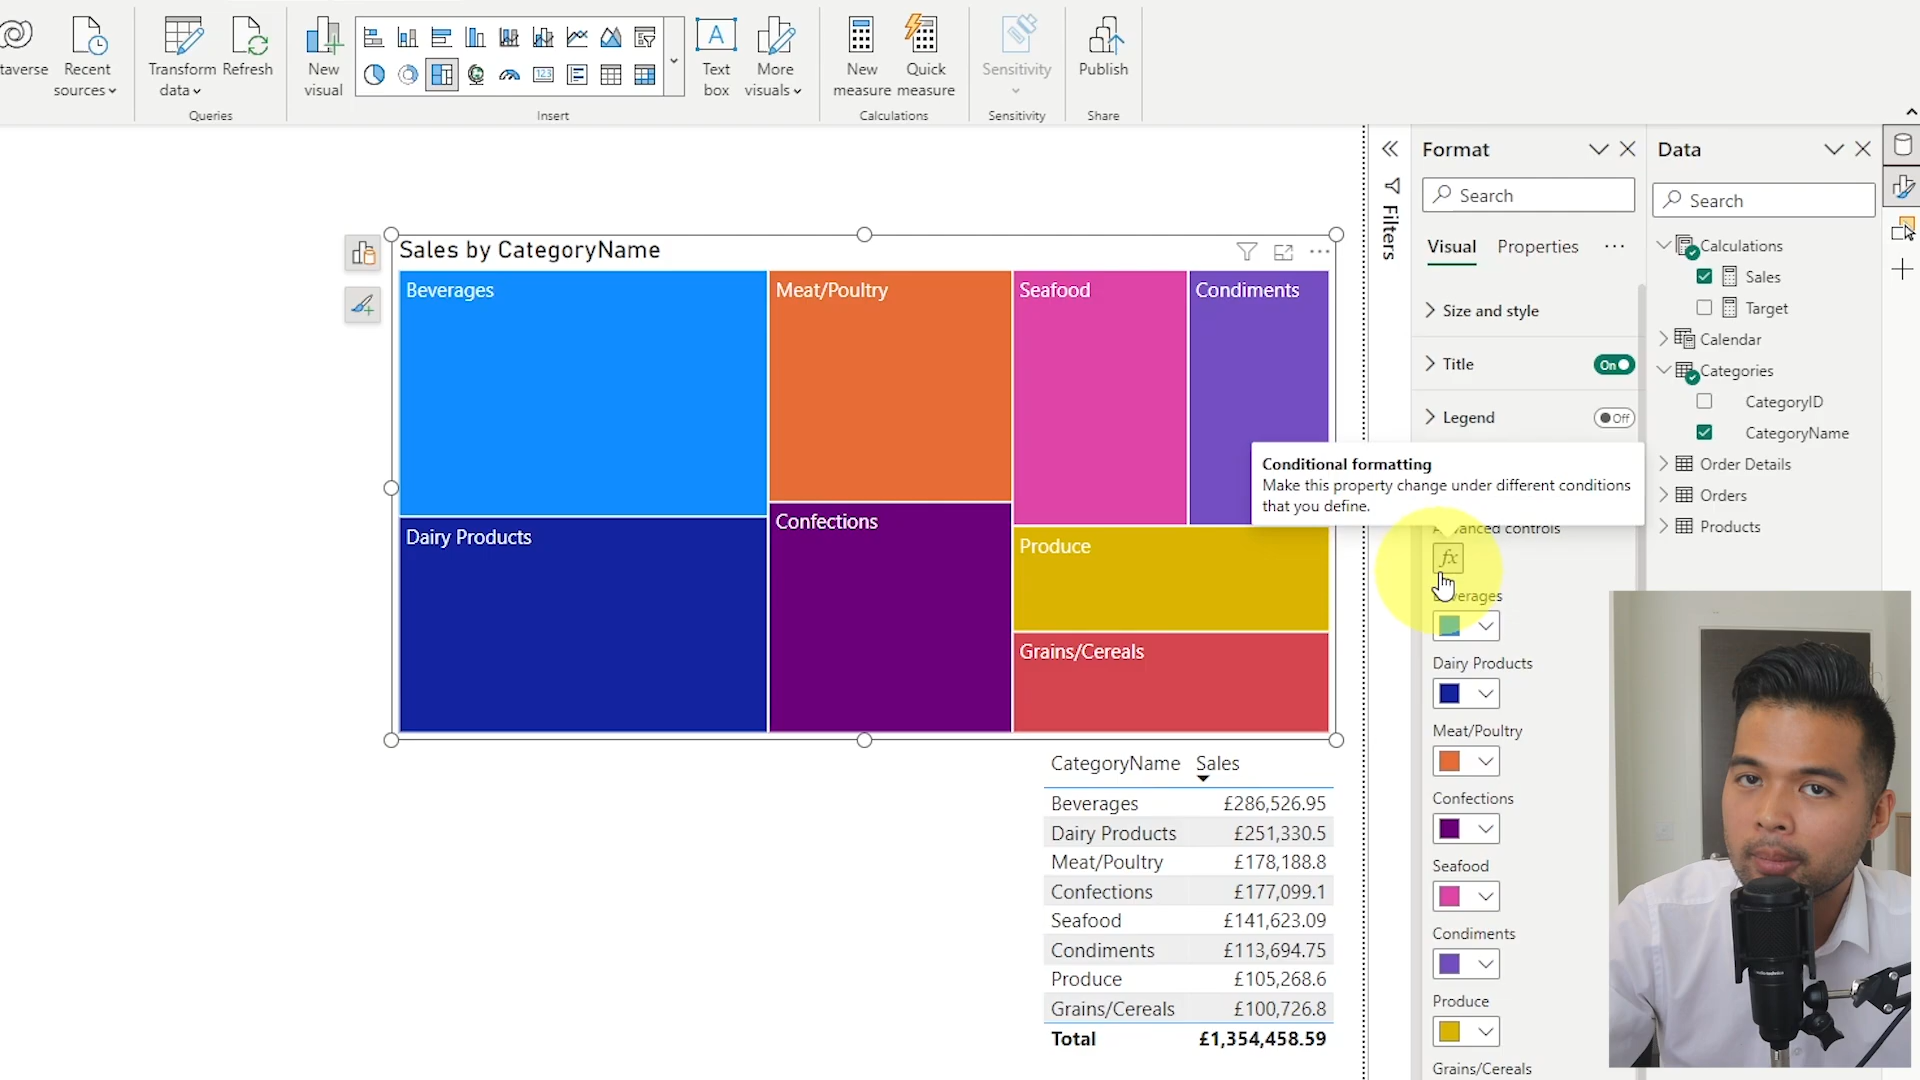 taverse
Recent
sources
Transform
data
Refresh
Queries
New
visual
Insert
A
Text
box
More
visuals
New
measure
Quick
measure
Calculations
Sensitivity
Sensitivity
Publish
Share
Format
Search
Visual
Properties
Size and style
Title
On
Legend
Off
Conditional formatting
Make this property change under different conditions
that you define.
Advanced controls
fx
Beverages
Dairy Products
Meat/Poultry
Confections
Seafood
Condiments
Produce
Grains/Cereals
Filters
Data
Search
Calculations
Sales
Target
Calendar
Categories
CategoryID
CategoryName
Order Details
Orders
Products
Sales by CategoryName
Beverages
Meat/Poultry
Seafood
Condiments
Dairy Products
Confections
Produce
Grains/Cereals
CategoryName Sales
Beverages £286,526.95
Dairy Products £251,330.5
Meat/Poultry £178,188.8
Confections £177,099.1
Seafood £141,623.09
Condiments £113,694.75
Produce £105,268.6
Grains/Cereals £100,726.8
Total £1,354,458.59